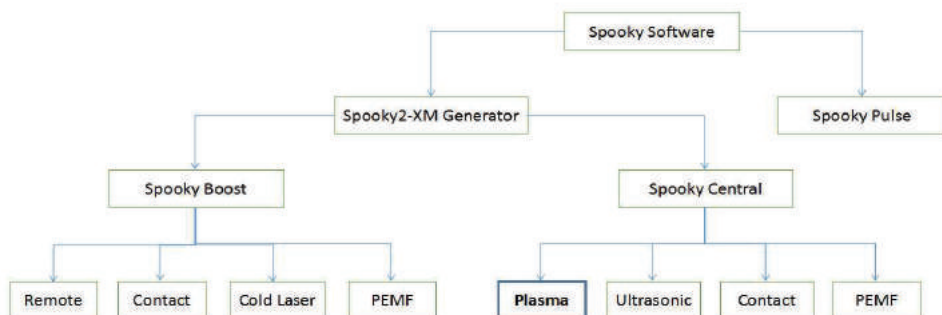 Spooky Software
Spooky2-XM Generator
Spooky Pulse
Spooky Boost
Spooky Central
Remote
Contact
Cold Laser
PEMF
Plasma
Ultrasonic
Contact
PEMF